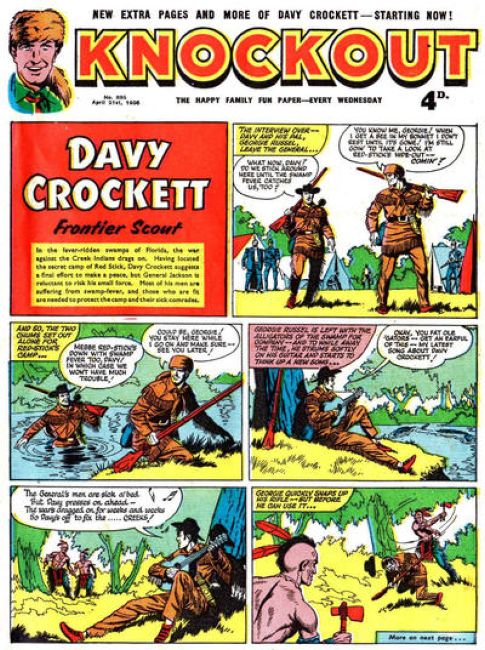 NEW EXTRA PAGES AND MORE OF DAVY CROCKETT—STARTING NOW!
KNOCKOUT
No. 895
April 21st, 1956
THE HAPPY FAMILY FUN PAPER—EVERY WEDNESDAY
4D.
DAVY
CROCKETT
Frontier Scout
In the fever-ridden swamps of Florida, the war
against the Creek Indians drags on. Having located
the secret camp of Red Stick, Davy Crockett suggests
a final effort to make a peace, but General Jackson is
reluctant to risk his small force. Most of his men are
suffering from swamp-fever, and those who are fit
are needed to protect the camp and their sick comrades.
THE INTERVIEW OVER—
DAVY AND HIS PAL,
GEORGIE RUSSEL,
LEAVE THE GENERAL...
WHAT NOW, DAVY?
DO WE STICK AROUND
HERE UNTIL THE SWAMP
FEVER CATCHES
US, TOO?
YOU KNOW ME, GEORGIE! WHEN
I GET A BEE IN MY BONNET I DON'T
REST UNTIL IT'S GONE! I'M STILL
GOIN' TO TAKE A LOOK AT
RED-STICK'S HIDE-OUT—
COMIN'?
AND SO, THE TWO
CHUMS SET OUT
ALONE FOR
RED-STICK'S
CAMP...
MEBBE RED-STICK'S
DOWN WITH SWAMP
FEVER TOO, DAVY!
IN WHICH CASE WE
WON'T HAVE MUCH
TROUBLE!
COULD BE, GEORGIE!
YOU STAY HERE WHILE
I GO ON AND MAKE SURE—
SEE YOU LATER!
GEORGIE RUSSEL IS LEFT WITH THE
ALLIGATORS OF THE SWAMP FOR
COMPANY— AND TO WHILE AWAY
THE TIME, HE STRUMS SOFTLY
ON HIS GUITAR AND STARTS TO
THINK UP A NEW SONG...
OKAY, YOU FAT OLE
'GATORS— GET AN EARFUL
O' THIS— MY LATEST
SONG ABOUT DAVY
CROCKETT!
The General's men are sick a'bed
But Davy presses on ahead—
The war's dragged on for weeks and weeks
So Davy's off to fix the ..... CREEKS!
GEORGIE QUICKLY SNAPS UP
HIS RIFLE—BUT BEFORE
HE CAN USE IT...
More on next page...